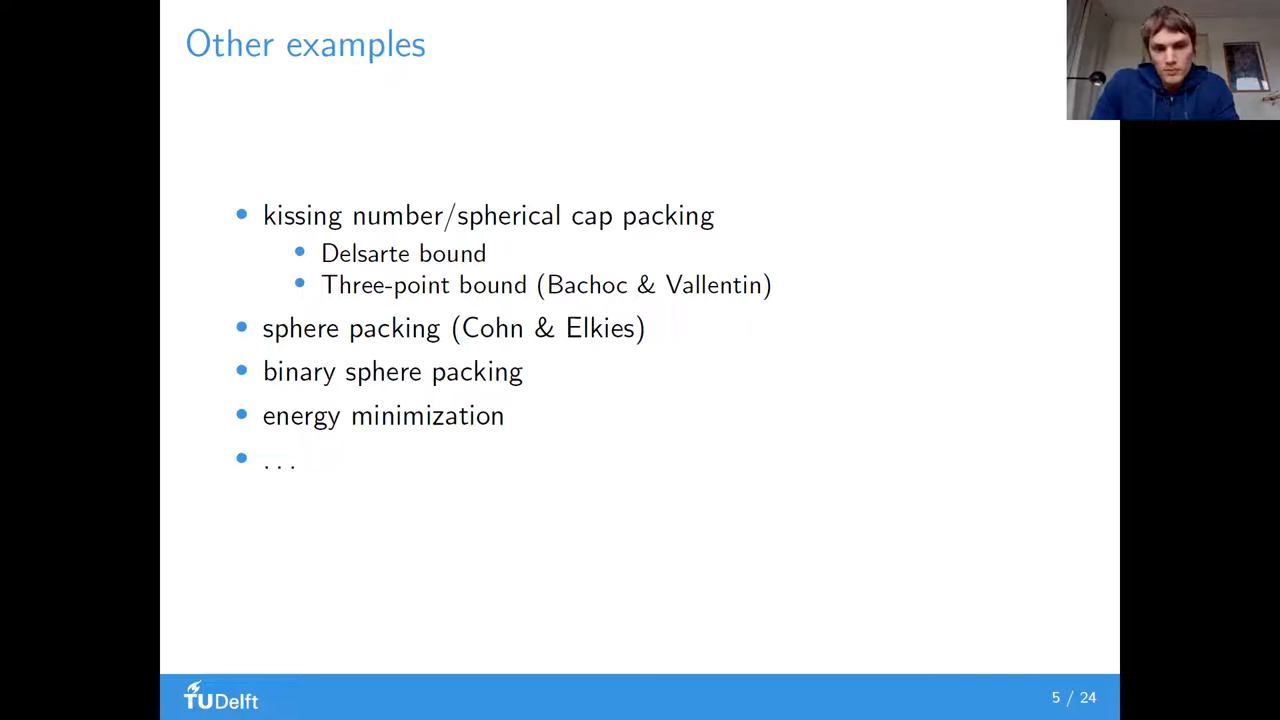 Other examples
kissing number/spherical cap packing
Delsarte bound
Three-point bound (Bachoc & Vallentin)
sphere packing (Cohn & Elkies)
binary sphere packing
energy minimization
...
TUDelft
5 / 24